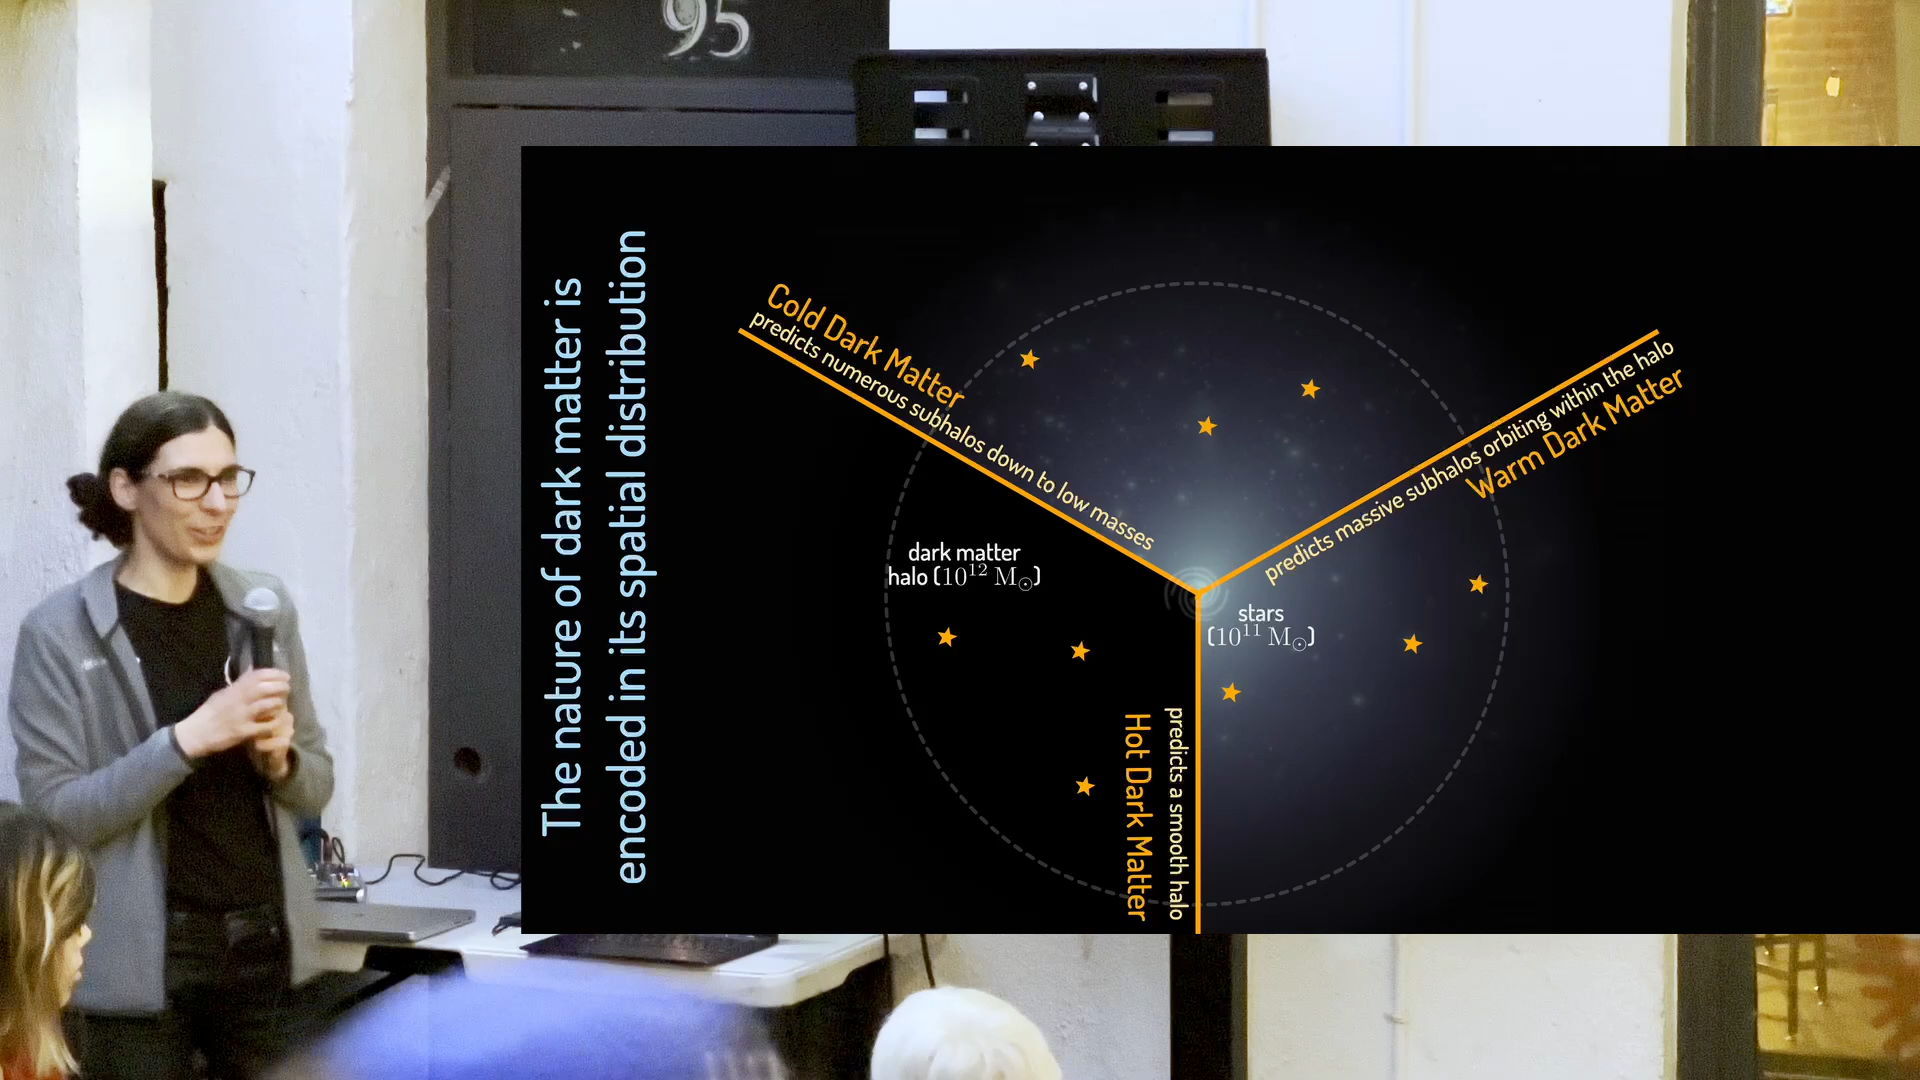 95
The nature of dark matter is
encoded in its spatial distribution
Cold Dark Matter
predicts numerous subhalos down to low masses
predicts massive subhalos orbiting within the halo
Warm Dark Matter
dark matter
halo (10¹² M☉)
stars
(10¹¹ M☉)
Hot Dark Matter
predicts a smooth halo